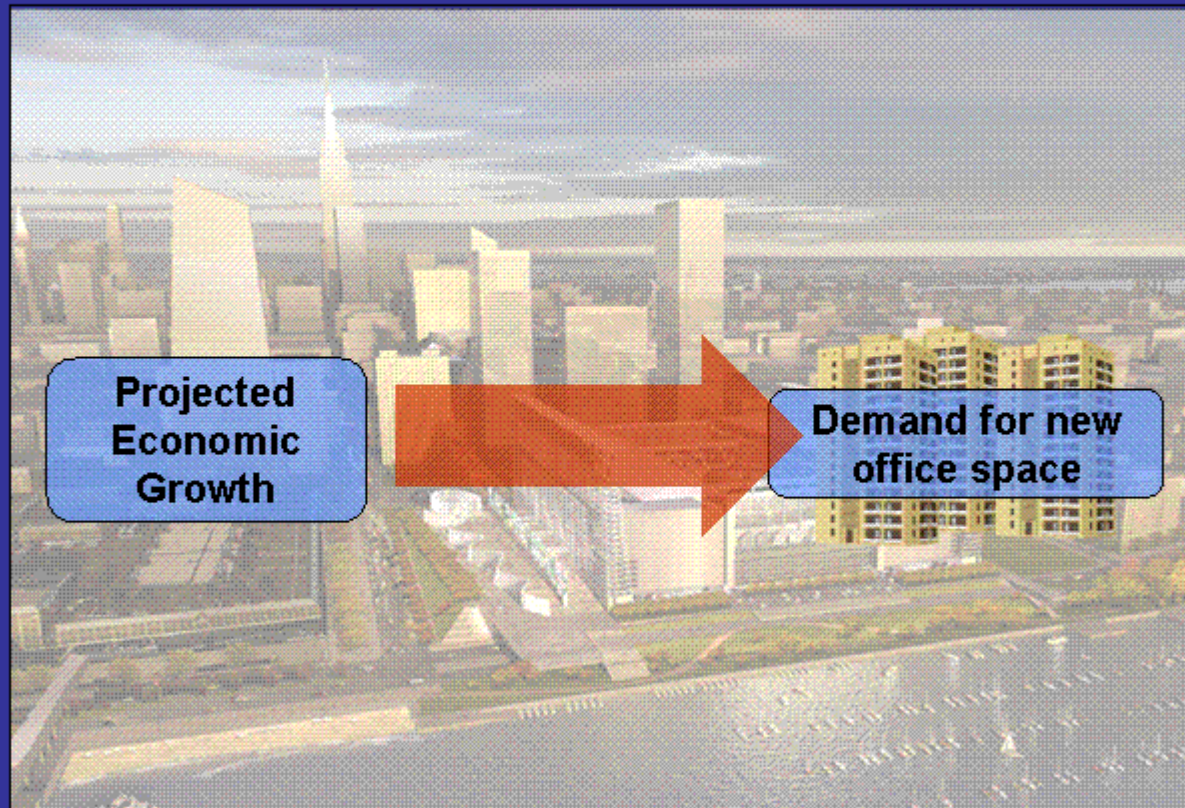 Projected
Economic
Growth
Demand for new
office space